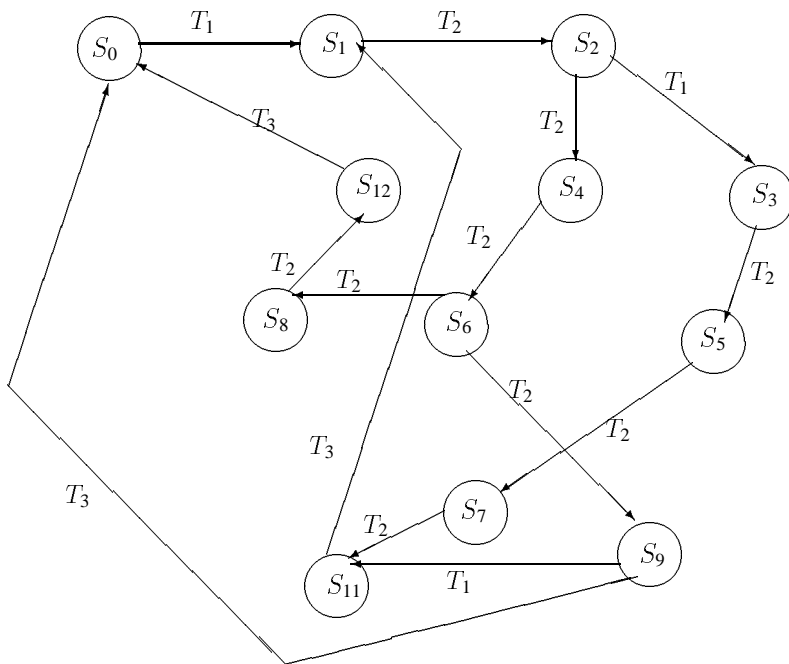 S0 T1 S1 T2 S2
T1
T3 T2
S12 S4 S3
T2 T2 T2 T2
S8 S6 S5
T2
T3 T2
T3
S7
T2
S9
S11 T1